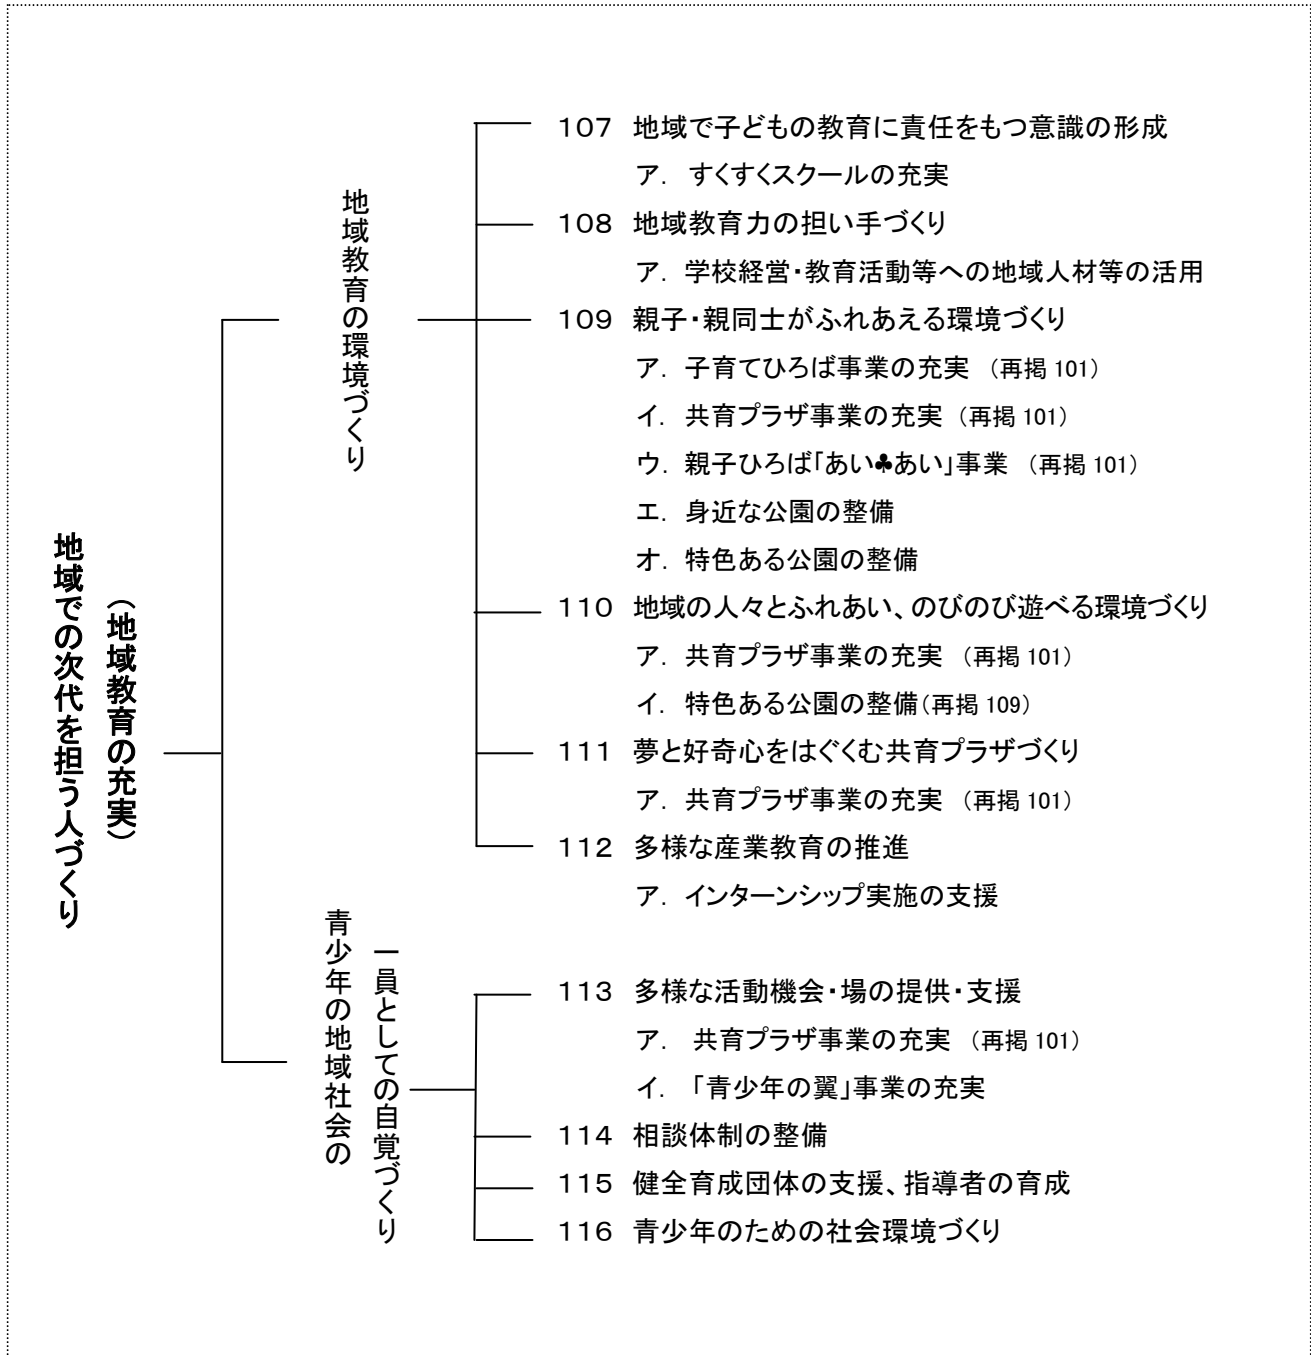 地域での次代を担う人づくり
（地域教育の充実）
地域教育の環境づくり
107 地域で子どもの教育に責任をもつ意識の形成
ア． すくすくスクールの充実
108 地域教育力の担い手づくり
ア．学校経営・教育活動等への地域人材等の活用
109 親子・親同士がふれあえる環境づくり
ア．子育てひろば事業の充実 （再掲 101）
イ．共育プラザ事業の充実 （再掲 101）
ウ．親子ひろば「あい♣あい」事業 （再掲 101）
エ．身近な公園の整備
オ．特色ある公園の整備
110 地域の人々とふれあい、のびのび遊べる環境づくり
ア．共育プラザ事業の充実 （再掲 101）
イ．特色ある公園の整備（再掲 109）
111 夢と好奇心をはぐくむ共育プラザづくり
ア．共育プラザ事業の充実 （再掲 101）
112 多様な産業教育の推進
ア．インターンシップ実施の支援
青少年の地域社会の
一員としての自覚づくり
113 多様な活動機会・場の提供・支援
ア． 共育プラザ事業の充実 （再掲 101）
イ．「青少年の翼」事業の充実
114 相談体制の整備
115 健全育成団体の支援、指導者の育成
116 青少年のための社会環境づくり